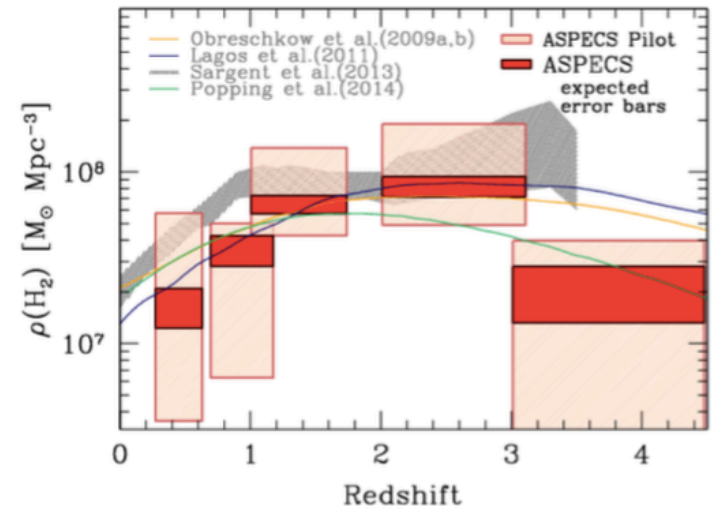 Obreschkow et al.(2009a,b)
Lagos et al.(2011)
Sargent et al.(2013)
Popping et al.(2014)
ASPECS Pilot
ASPECS
expected
error bars
ρ(H₂) [M⊙ Mpc⁻³]
10⁸
10⁷
0 1 2 3 4
Redshift